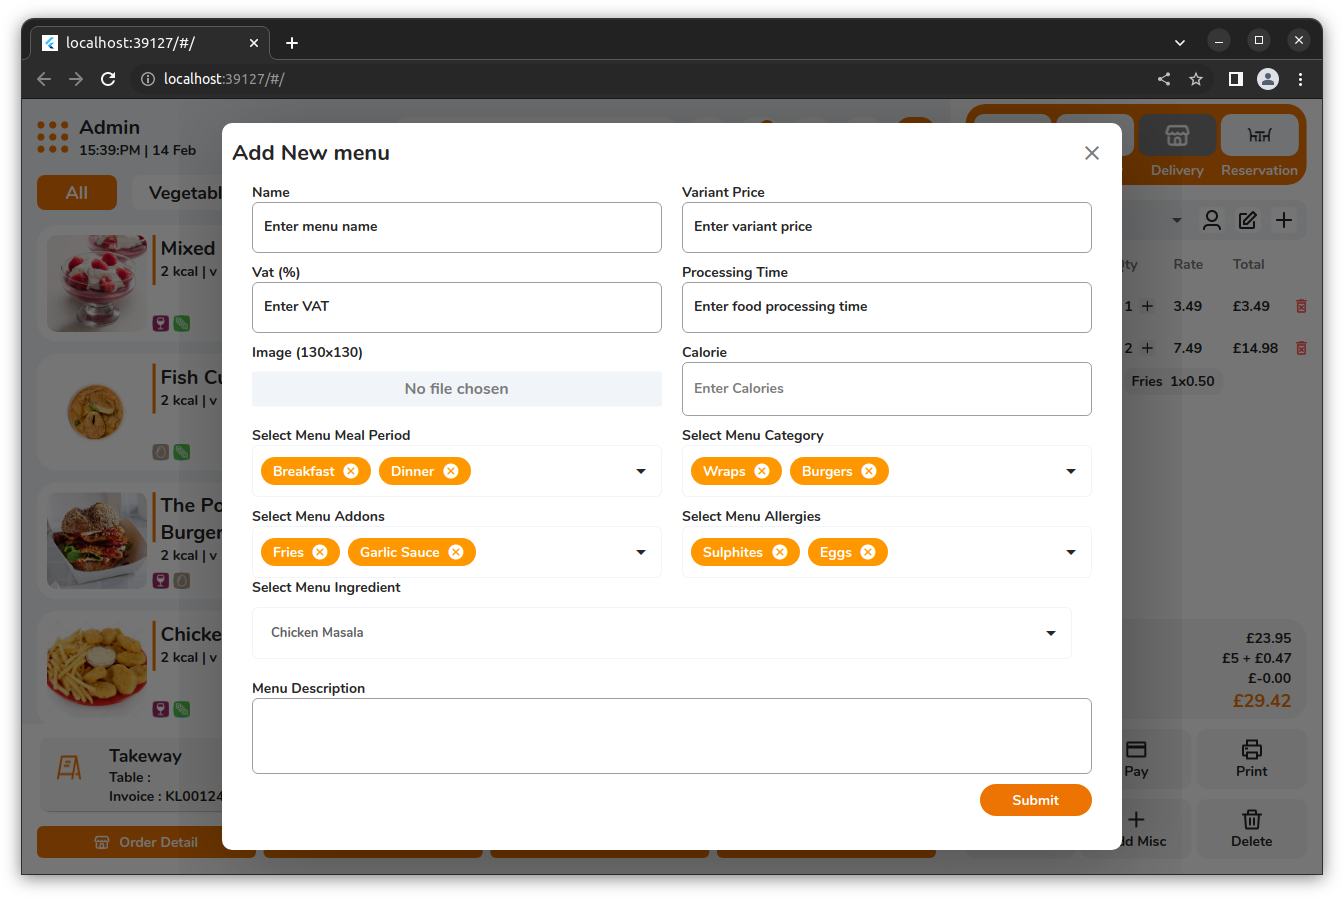 localhost:39127/#/
localhost:39127/#/
Admin
15:39:PM | 14 Feb
Delivery
Reservation
All
Add New menu
Name
Variant Price
Enter menu name
Enter variant price
Vat (%)
Processing Time
Enter VAT
Enter food processing time
Image (130x130)
Calorie
No file chosen
Enter Calories
Select Menu Meal Period
Select Menu Category
Breakfast
Dinner
Wraps
Burgers
Select Menu Addons
Select Menu Allergies
Fries
Garlic Sauce
Sulphites
Eggs
Select Menu Ingredient
Chicken Masala
Menu Description
Submit
Mixed
2 kcal | v
Fish Cu
2 kcal | v
The Po
Burger
2 kcal | v
Chicke
2 kcal | v
Takeway
Table :
Invoice : KL00124
Order Detail
Rate
Total
1
3.49
£3.49
2
7.49
£14.98
Fries 1x0.50
£23.95
£5 + £0.47
£-0.00
£29.42
Pay
Print
Misc
Delete